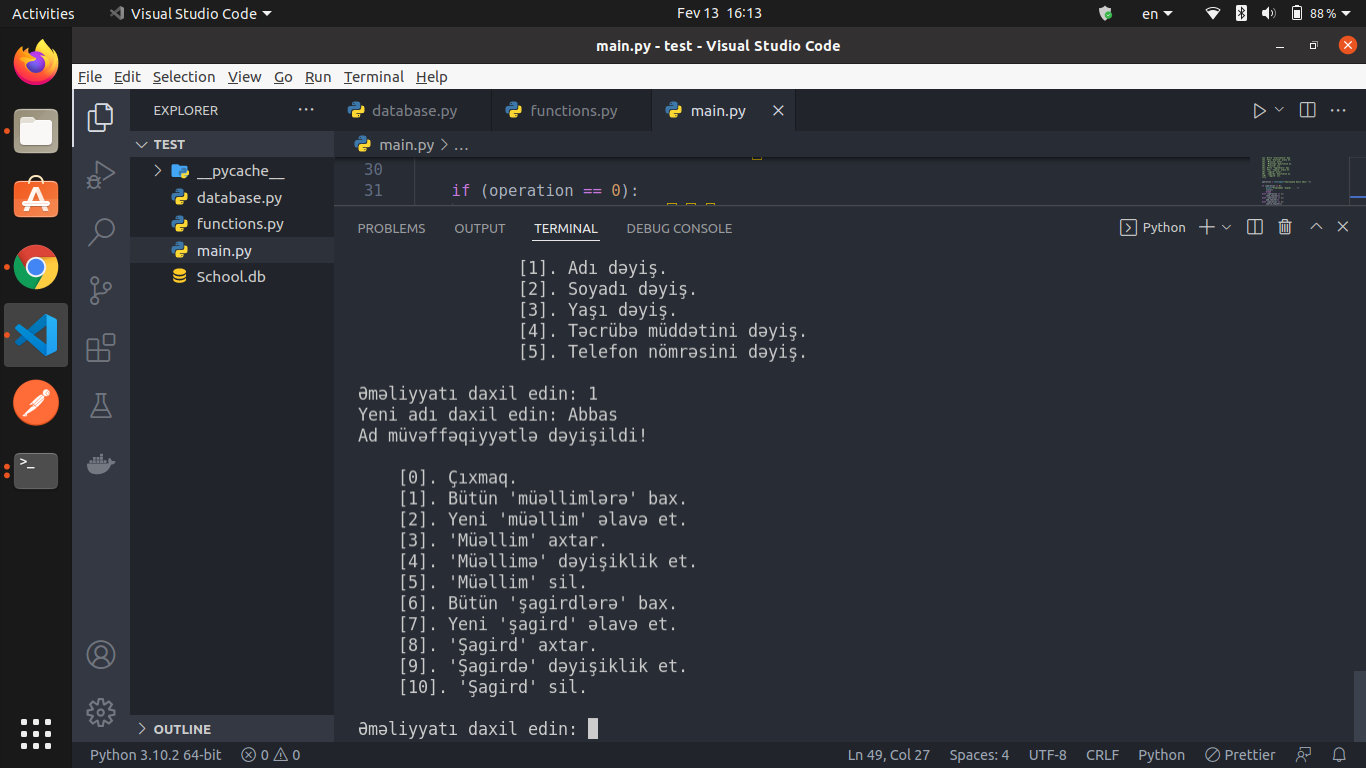 Activities Visual Studio Code Fev 13 16:13 en 88 %
main.py - test - Visual Studio Code
File Edit Selection View Go Run Terminal Help
EXPLORER
database.py functions.py main.py
TEST
main.py > ...
__pycache__
database.py
functions.py
main.py
School.db
30
31 if (operation == 0):
PROBLEMS OUTPUT TERMINAL DEBUG CONSOLE Python
[1]. Adı dəyiş.
[2]. Soyadı dəyiş.
[3]. Yaşı dəyiş.
[4]. Təcrübə müddətini dəyiş.
[5]. Telefon nömrəsini dəyiş.
Əməliyyatı daxil edin: 1
Yeni adı daxil edin: Abbas
Ad müvəffəqiyyətlə dəyişildi!
[0]. Çıxmaq.
[1]. Bütün 'müəllimlərə' bax.
[2]. Yeni 'müəllim' əlavə et.
[3]. 'Müəllim' axtar.
[4]. 'Müəllimə' dəyişiklik et.
[5]. 'Müəllim' sil.
[6]. Bütün 'şagirdlərə' bax.
[7]. Yeni 'şagird' əlavə et.
[8]. 'Şagird' axtar.
[9]. 'Şagirdə' dəyişiklik et.
[10]. 'Şagird' sil.
Əməliyyatı daxil edin:
OUTLINE
Python 3.10.2 64-bit 0 0 Ln 49, Col 27 Spaces: 4 UTF-8 CRLF Python Prettier